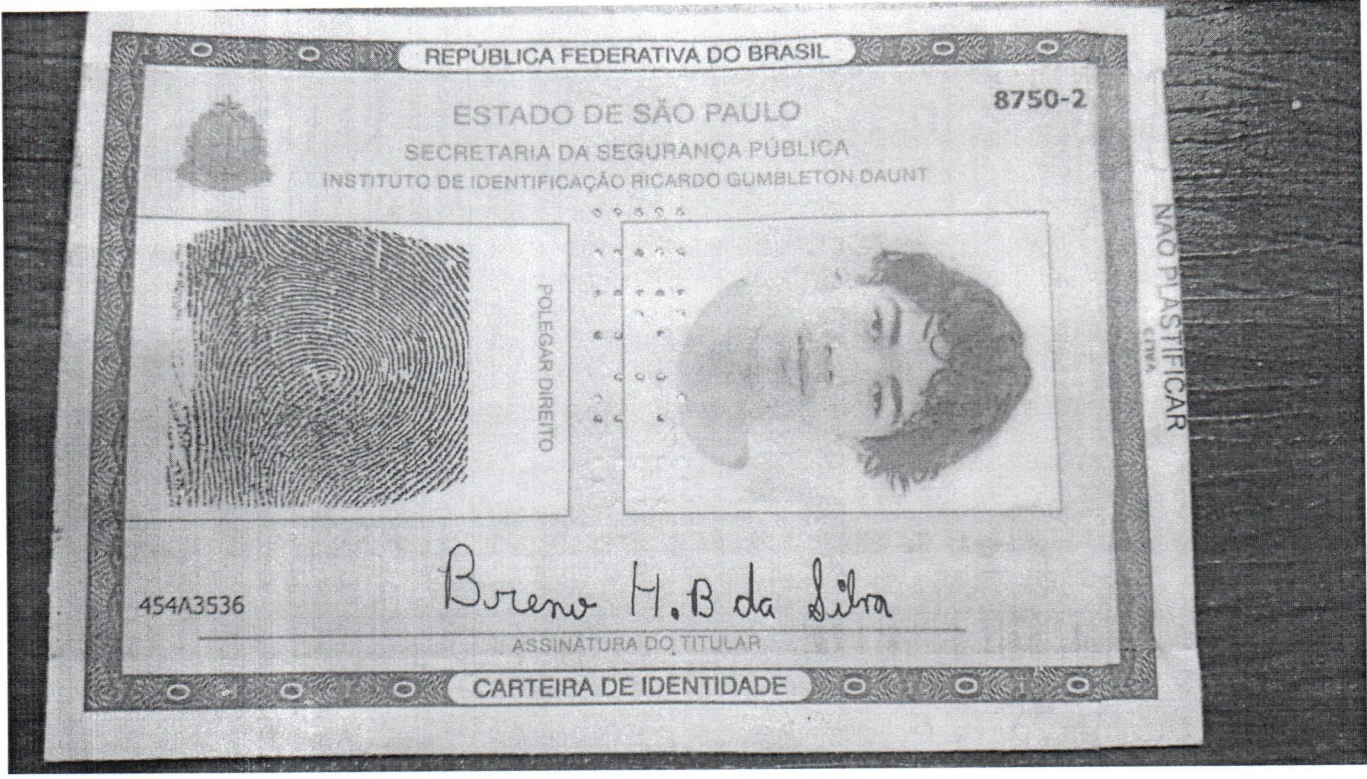 REPÚBLICA FEDERATIVA DO BRASIL
8750-2
ESTADO DE SÃO PAULO
SECRETARIA DA SEGURANÇA PÚBLICA
INSTITUTO DE IDENTIFICAÇÃO RICARDO GUMBLETON DAUNT
POLEGAR DIREITO
NÃO PLASTIFICAR
454A3536
Breno H. B da Silva
ASSINATURA DO TITULAR
CARTEIRA DE IDENTIDADE